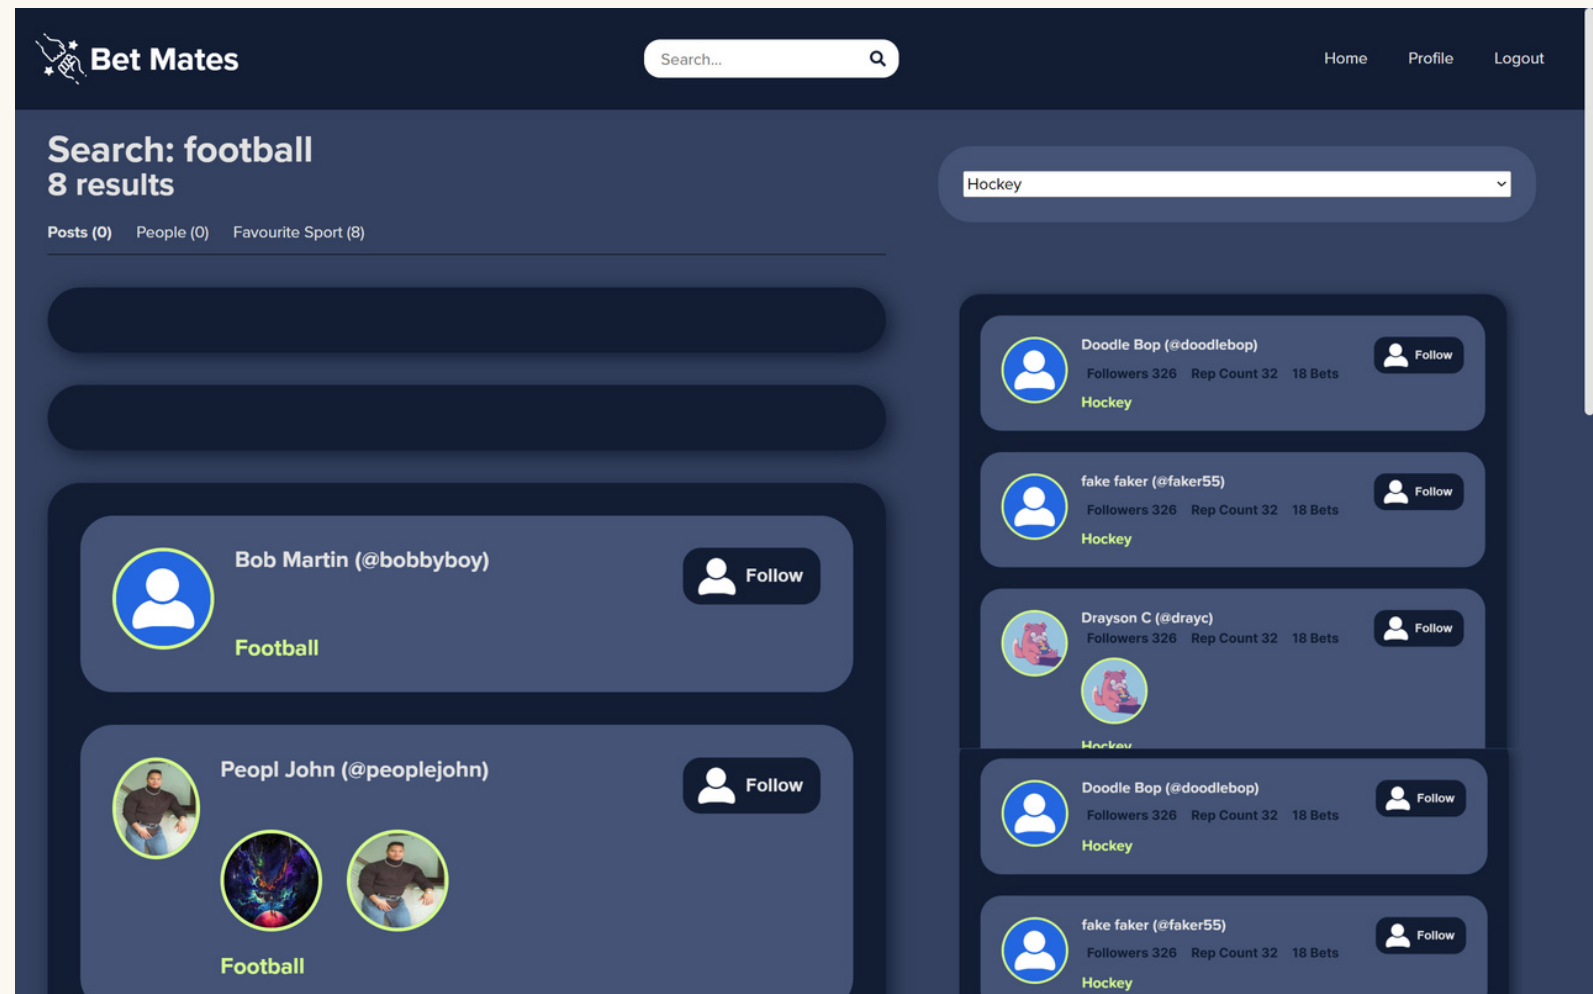 Bet Mates
Search...
Home Profile Logout
Search: football
8 results
Posts (0) People (0) Favourite Sport (8)
Bob Martin (@bobbyboy)
Follow
Football
Peopl John (@peoplejohn)
Follow
Football
Hockey
Doodle Bop (@doodlebop)
Follow
Followers 326 Rep Count 32 18 Bets
Hockey
fake faker (@faker55)
Follow
Followers 326 Rep Count 32 18 Bets
Hockey
Drayson C (@drayc)
Follow
Followers 326 Rep Count 32 18 Bets
Hockey
Doodle Bop (@doodlebop)
Follow
Followers 326 Rep Count 32 18 Bets
Hockey
fake faker (@faker55)
Follow
Followers 326 Rep Count 32 18 Bets
Hockey